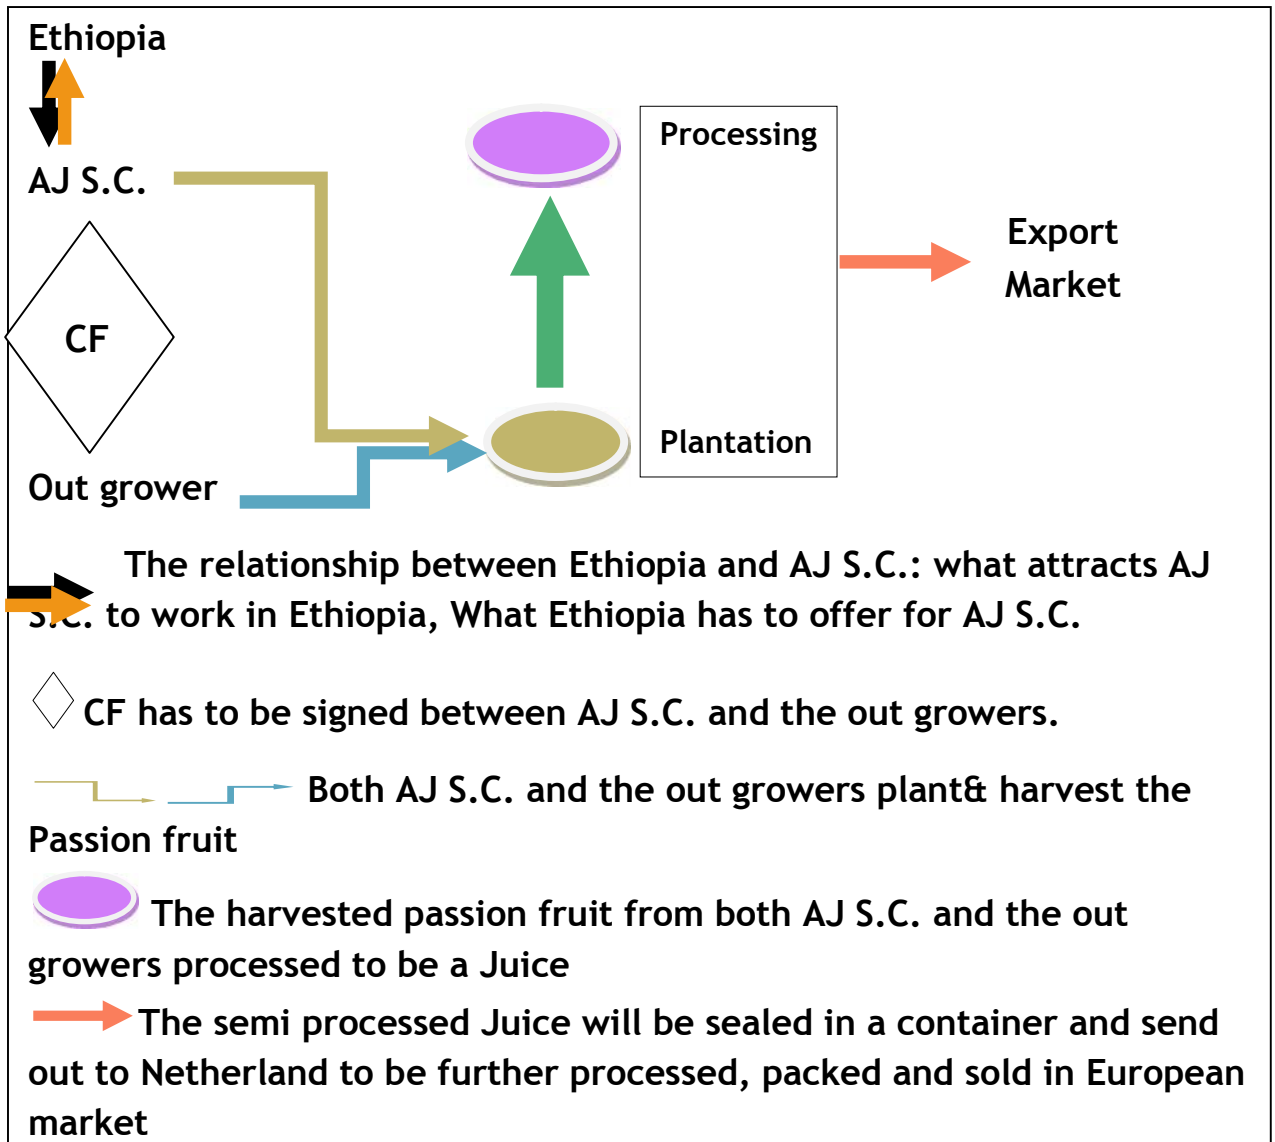 Ethiopia
AJ S.C.
CF
Out grower
Processing
Plantation
Export
Market
The relationship between Ethiopia and AJ S.C.: what attracts AJ
S.C. to work in Ethiopia, What Ethiopia has to offer for AJ S.C.
CF has to be signed between AJ S.C. and the out growers.
Both AJ S.C. and the out growers plant& harvest the
Passion fruit
The harvested passion fruit from both AJ S.C. and the out
growers processed to be a Juice
The semi processed Juice will be sealed in a container and send
out to Netherland to be further processed, packed and sold in European
market